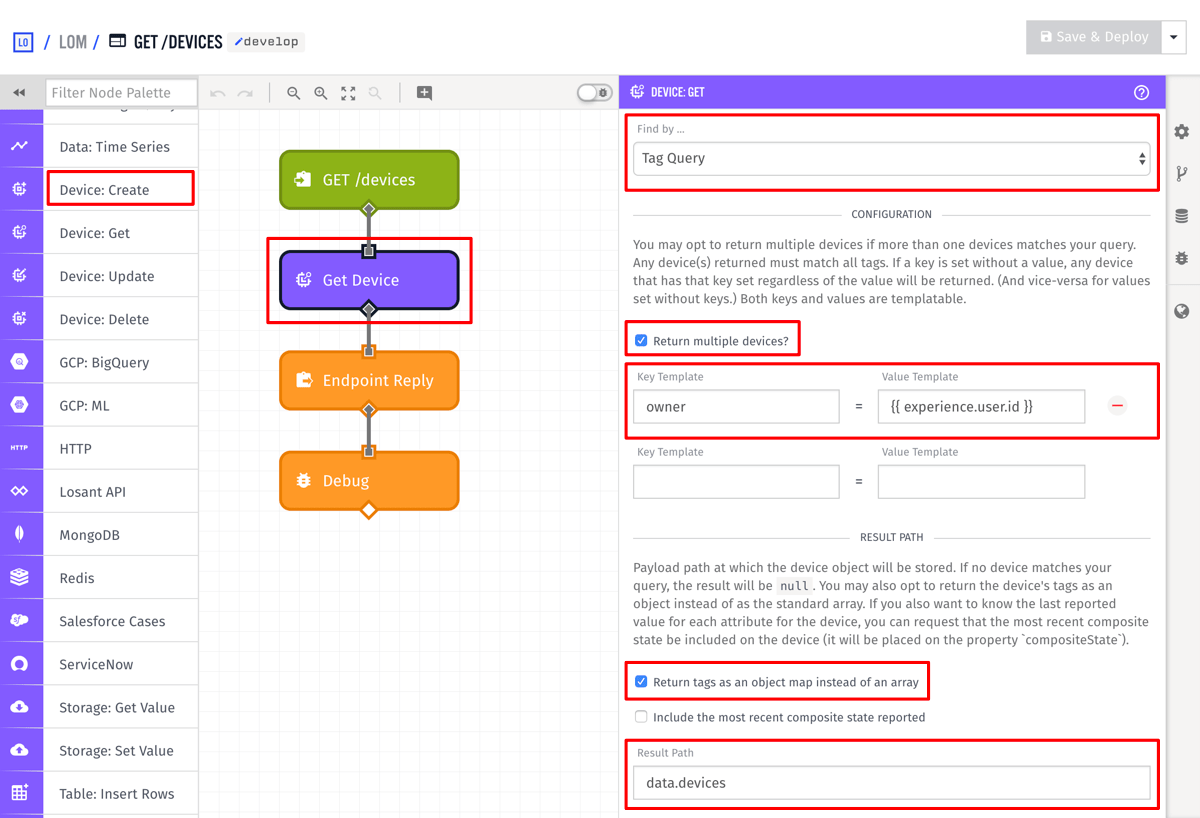 LO / LOM / GET /DEVICES develop
Save & Deploy
Filter Node Palette
Data: Time Series
Device: Create
Device: Get
Device: Update
Device: Delete
GCP: BigQuery
GCP: ML
HTTP HTTP
Losant API
MongoDB
Redis
Salesforce Cases
ServiceNow
Storage: Get Value
Storage: Set Value
Table: Insert Rows
GET /devices
Get Device
Endpoint Reply
Debug
DEVICE: GET
Find by ...
Tag Query
CONFIGURATION
You may opt to return multiple devices if more than one devices matches your query.
Any device(s) returned must match all tags. If a key is set without a value, any device
that has that key set regardless of the value will be returned. (And vice-versa for values
set without keys.) Both keys and values are templatable.
Return multiple devices?
Key Template Value Template
owner = {{ experience.user.id }}
Key Template Value Template
=
RESULT PATH
Payload path at which the device object will be stored. If no device matches your
query, the result will be null. You may also opt to return the device's tags as an
object instead of as the standard array. If you also want to know the last reported
value for each attribute for the device, you can request that the most recent composite
state be included on the device (it will be placed on the property `compositeState`).
Return tags as an object map instead of an array
Include the most recent composite state reported
Result Path
data.devices